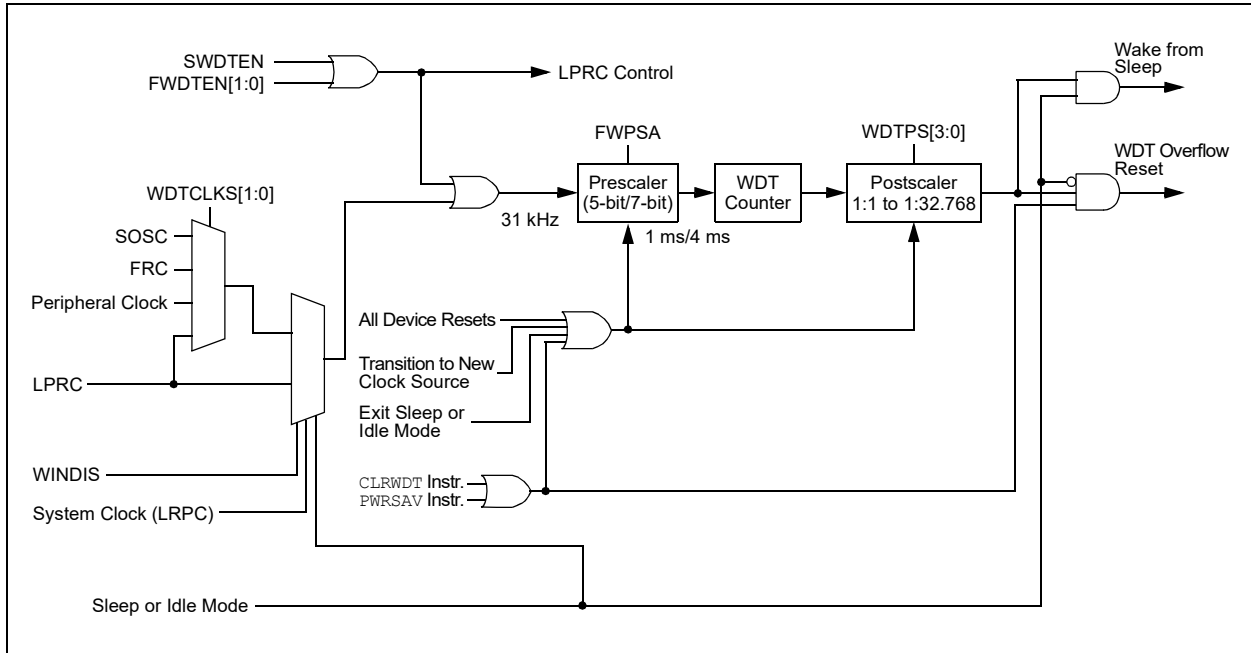 SWDTEN
FWDTEN[1:0]
LPRC Control
Wake from
Sleep
FWPSA
WDTPS[3:0]
WDT Overflow
Reset
Prescaler
(5-bit/7-bit)
WDT
Counter
Postscaler
1:1 to 1:32.768
31 kHz
1 ms/4 ms
WDTCLKS[1:0]
SOSC
FRC
Peripheral Clock
LPRC
All Device Resets
Transition to New
Clock Source
Exit Sleep or
Idle Mode
WINDIS
System Clock (LRPC)
CLRWDT Instr.
PWRSAV Instr.
Sleep or Idle Mode